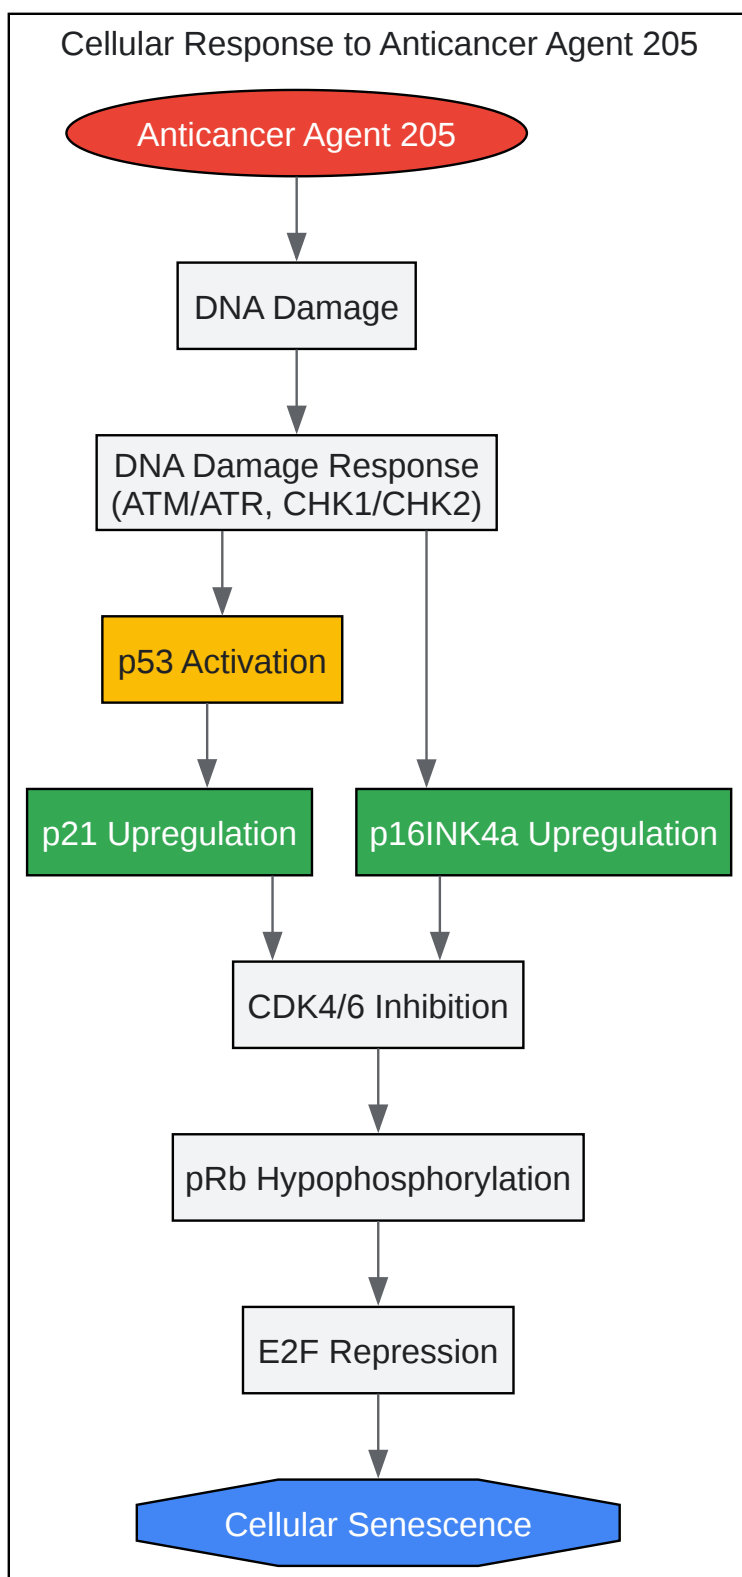 Cellular Response to Anticancer Agent 205
Anticancer Agent 205
DNA Damage
DNA Damage Response
(ATM/ATR, CHK1/CHK2)
p53 Activation
p21 Upregulation
p16INK4a Upregulation
CDK4/6 Inhibition
pRb Hypophosphorylation
E2F Repression
Cellular Senescence